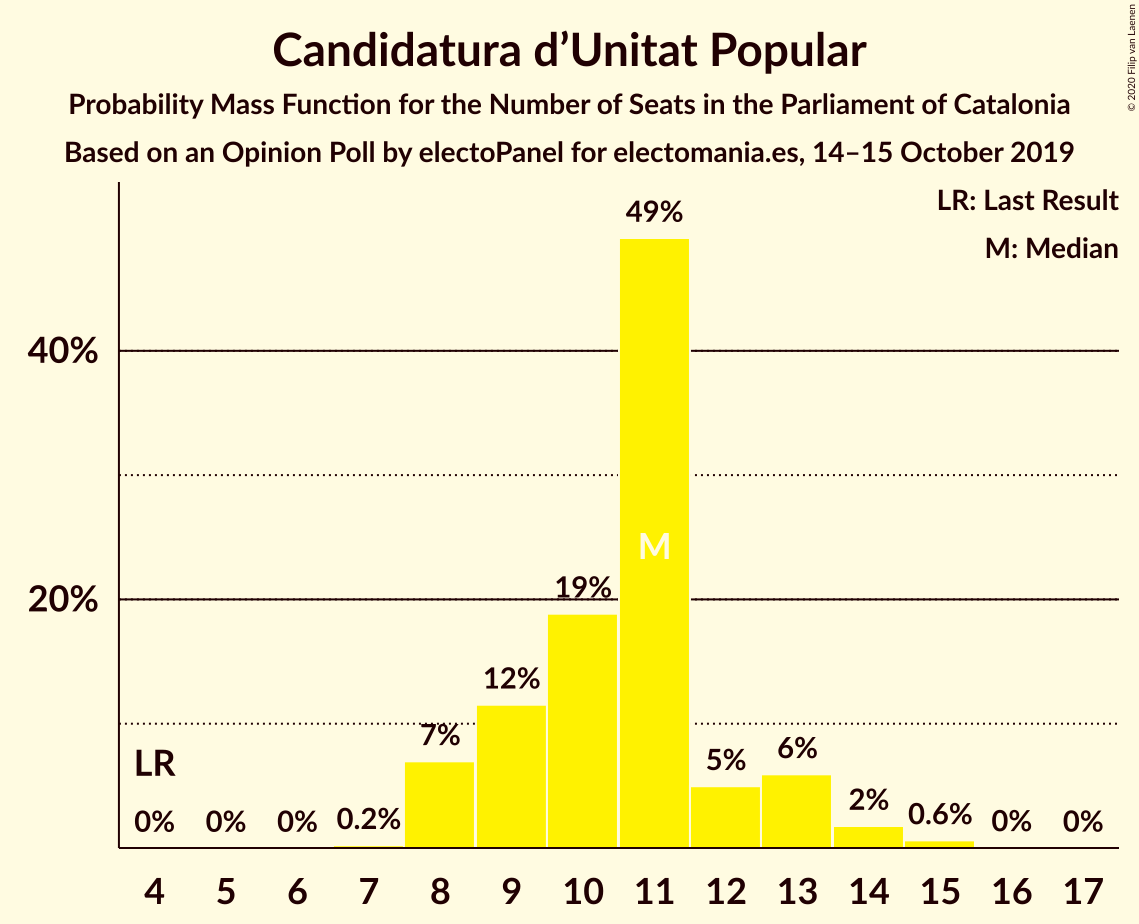 Candidatura d’Unitat Popular
Probability Mass Function for the Number of Seats in the Parliament of Catalonia
Based on an Opinion Poll by electoPanel for electomania.es, 14–15 October 2019
© 2020 Filip van Laenen
LR: Last Result
M: Median
49%
40%
M
19%
20%
12%
7%
6%
5%
LR
2%
0% 0% 0% 0.2% 0.6% 0% 0%
4 5 6 7 8 9 10 11 12 13 14 15 16 17